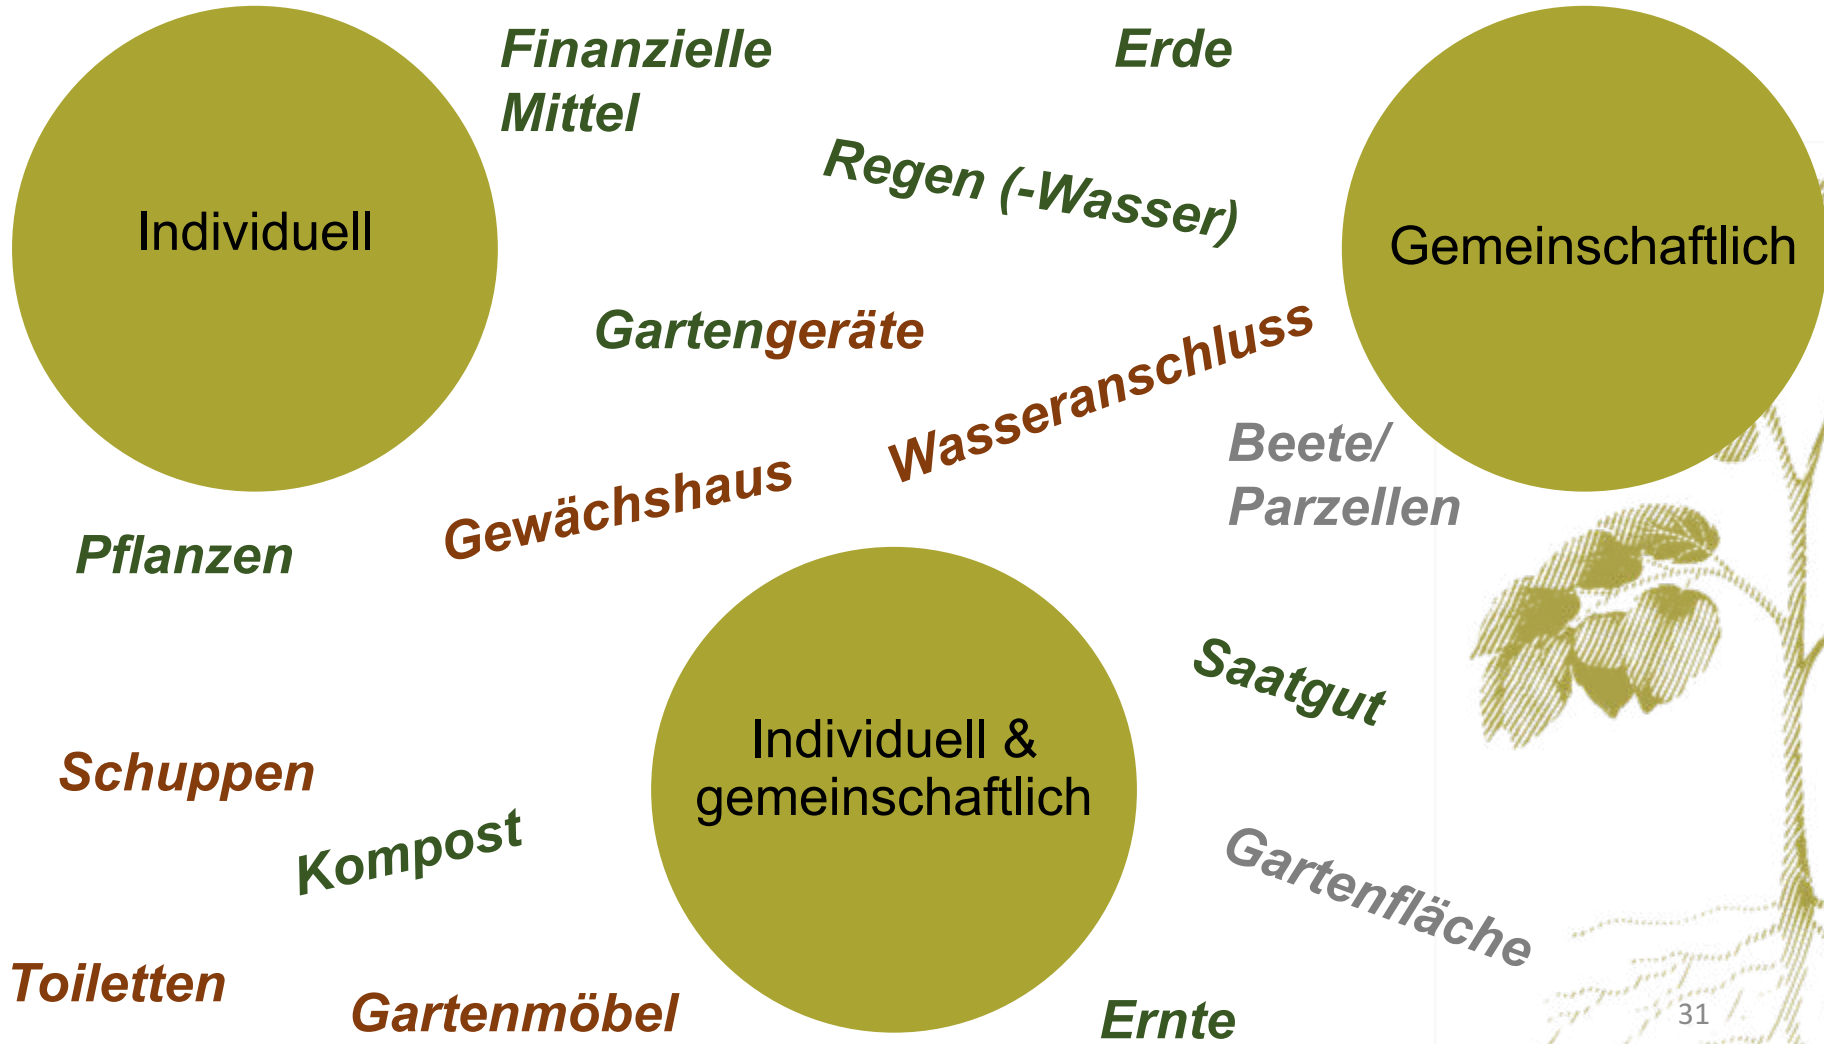 Finanzielle
Mittel
Erde
Regen (-Wasser)
Individuell
Gemeinschaftlich
Gartengeräte
Wasseranschluss
Beete/
Parzellen
Gewächshaus
Pflanzen
Saatgut
Individuell &
gemeinschaftlich
Schuppen
Kompost
Gartenfläche
Toiletten
Gartenmöbel
Ernte
31